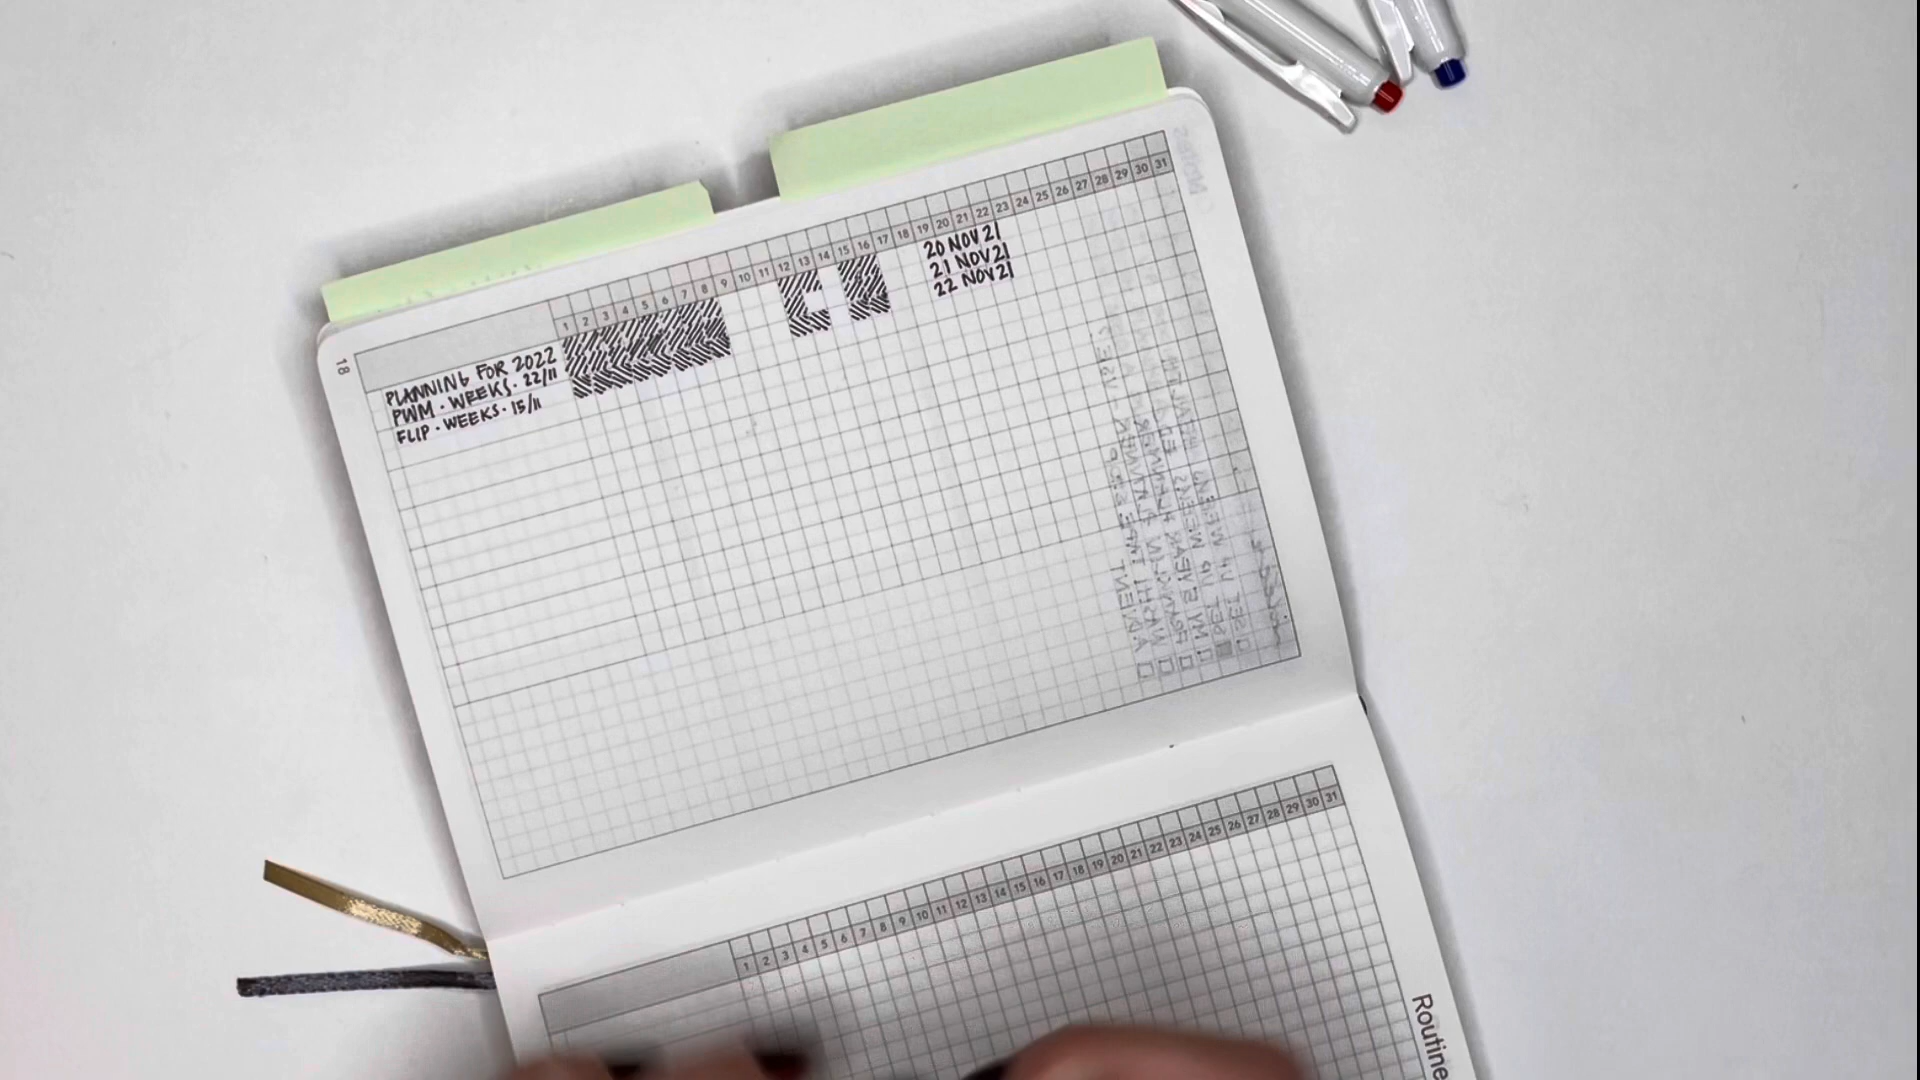 18
1 2 3 4 5 6 7 8 9 10 11 12 13 14 15 16 17 18 19 20 21 22 23 24 25 26 27 28 29 30 31
PLANNING FOR 2022
PWM · WEEKS · 22/11
FLIP · WEEKS · 15/11
20 NOV 21
21 NOV 21
22 NOV 21
1 2 3 4 5 6 7 8 9 10 11 12 13 14 15 16 17 18 19 20 21 22 23 24 25 26 27 28 29 30 31
Routine